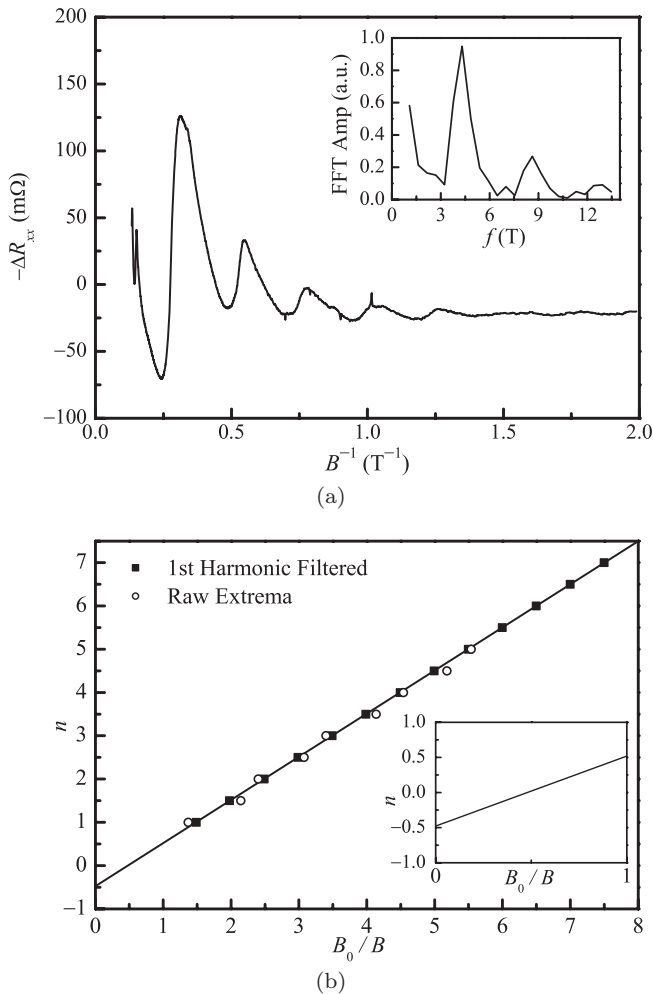 200
150
100
50
0
−50
−100
−ΔRxx (mΩ)
0.0 0.5 1.0 1.5 2.0
B−1 (T−1)
1.0
0.8
0.6
0.4
0.2
0.0
FFT Amp (a.u.)
0 3 6 9 12
f (T)
(a)
1st Harmonic Filtered
Raw Extrema
7
6
5
4
3
2
1
0
−1
n
0 1 2 3 4 5 6 7 8
B0 / B
1.0
0.5
0.0
−0.5
−1.0
n
0 B0 / B 1
(b)